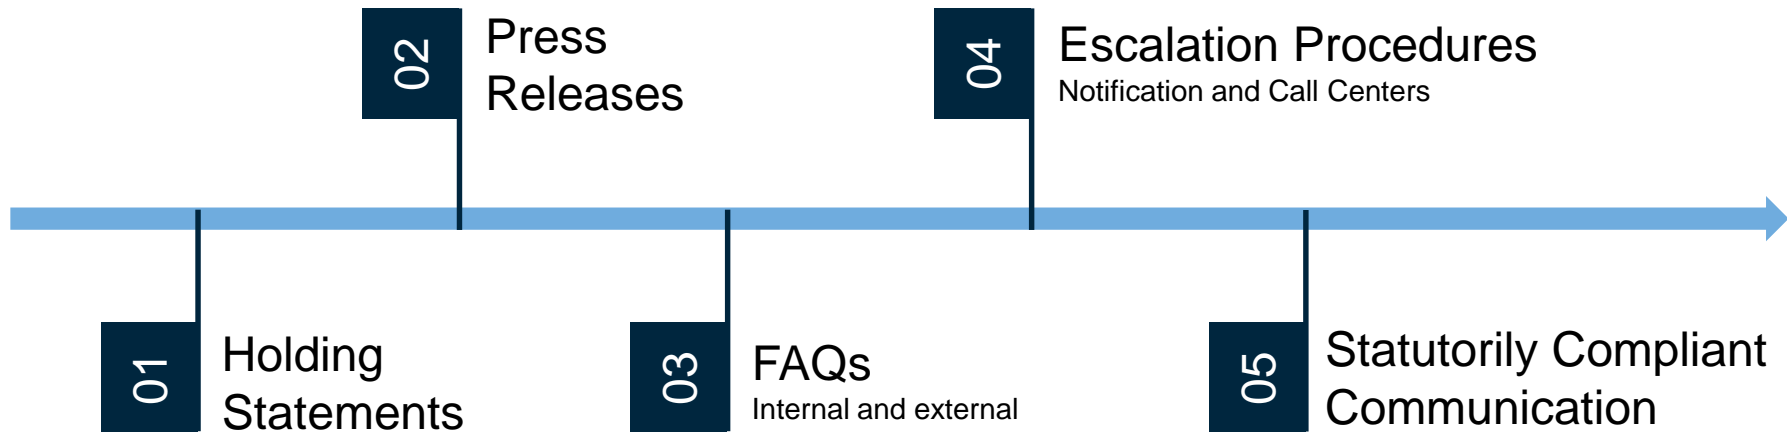 01
Holding
Statements
02
Press
Releases
03
FAQs
Internal and external
04
Escalation Procedures
Notification and Call Centers
05
Statutorily Compliant
Communication